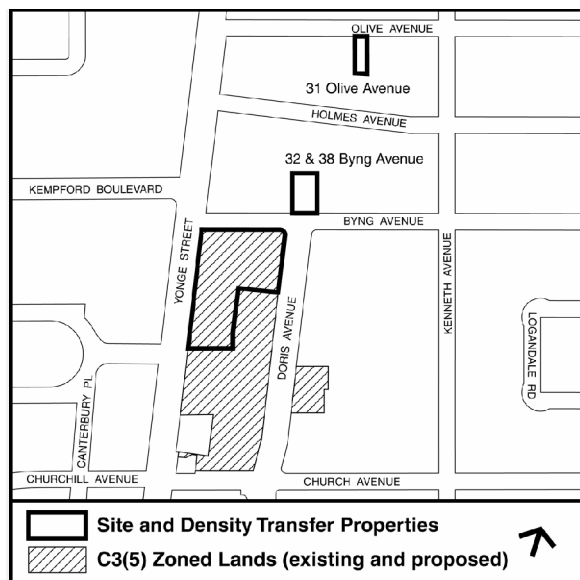 OLIVE AVENUE
31 Olive Avenue
HOLMES AVENUE
32 & 38 Byng Avenue
KEMPFORD BOULEVARD
BYNG AVENUE
YONGE STREET
KENNETH AVENUE
DORIS AVENUE
LOGANDALE RD
CANTERBURY PL
CHURCHILL AVENUE
CHURCH AVENUE
Site and Density Transfer Properties
C3(5) Zoned Lands (existing and proposed)